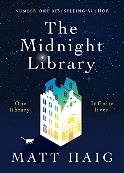 NUMBER ONE BESTSELLING AUTHOR
The
Midnight
Library
One
library.
Infinite
lives.
MATT HAIG